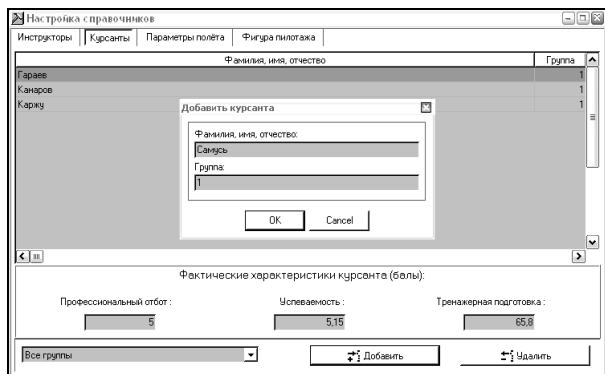 Настройка справочников
Инструкторы Курсанты Параметры полёта Фигура пилотажа
Фамилия, имя, отчество Группа
Гараев 1
Канаров 1
Каржу 1
Добавить курсанта
Фамилия, имя, отчество:
Самусь
Группа:
1
OK Cancel
Фактические характеристики курсанта (балы):
Профессиональный отбот : Успеваемость : Тренажерная подготовка :
5 5,15 65,8
Все группы Добавить Удалить